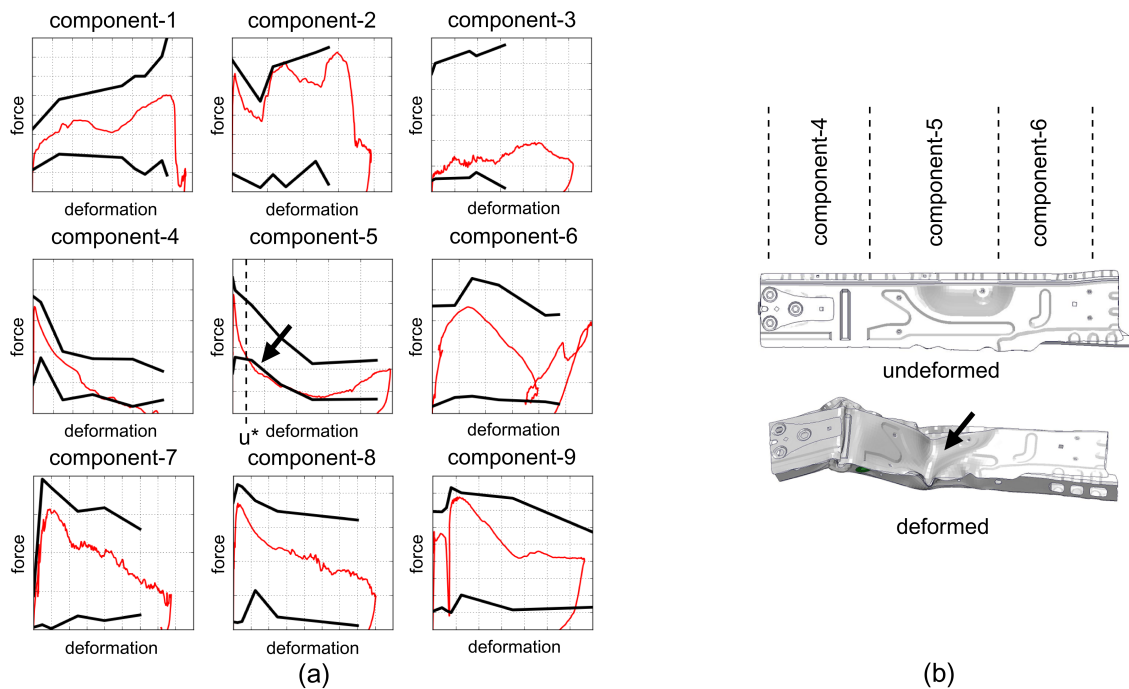 component-1 component-2 component-3
force force force
deformation deformation deformation
component-4 component-5 component-6
force force force
u* deformation deformation deformation
component-7 component-8 component-9
force force force
deformation deformation deformation
(a)
component-4 component-5 component-6
undeformed
deformed
(b)